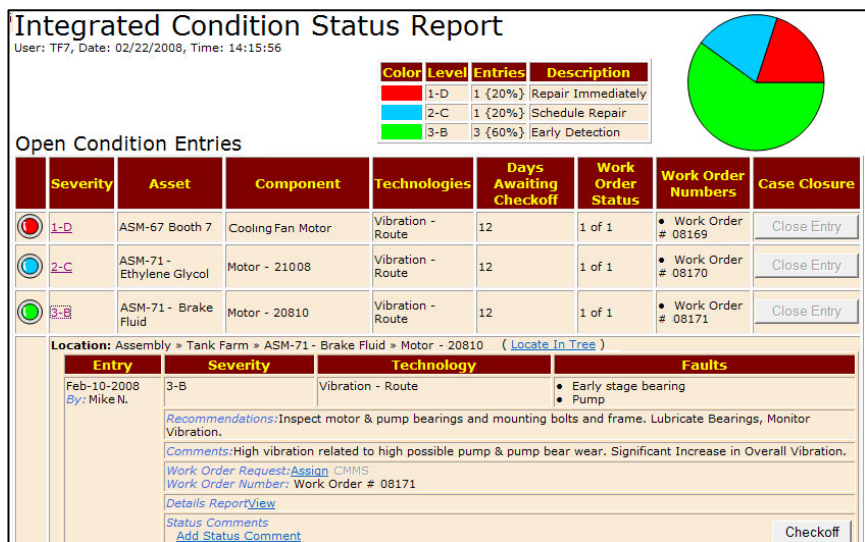 Integrated Condition Status Report
User: TF7, Date: 02/22/2008, Time: 14:15:56
Color Level Entries Description
1-D 1 {20%} Repair Immediately
2-C 1 {20%} Schedule Repair
3-B 3 {60%} Early Detection
Open Condition Entries
Severity Asset Component Technologies Days Awaiting Checkoff Work Order Status Work Order Numbers Case Closure
1-D ASM-67 Booth 7 Cooling Fan Motor Vibration - Route 12 1 of 1 • Work Order # 08169 Close Entry
2-C ASM-71 - Ethylene Glycol Motor - 21008 Vibration - Route 12 1 of 1 • Work Order # 08170 Close Entry
3-B ASM-71 - Brake Fluid Motor - 20810 Vibration - Route 12 1 of 1 • Work Order # 08171 Close Entry
Location: Assembly » Tank Farm » ASM-71 - Brake Fluid » Motor - 20810 ( Locate In Tree )
Entry Severity Technology Faults
Feb-10-2008 3-B Vibration - Route • Early stage bearing
By: Mike N. • Pump
Recommendations:Inspect motor & pump bearings and mounting bolts and frame. Lubricate Bearings, Monitor
Vibration.
Comments:High vibration related to high possible pump & pump bear wear. Significant Increase in Overall Vibration.
Work Order Request:Assign CMMS
Work Order Number: Work Order # 08171
Details ReportView
Status Comments
Add Status Comment Checkoff